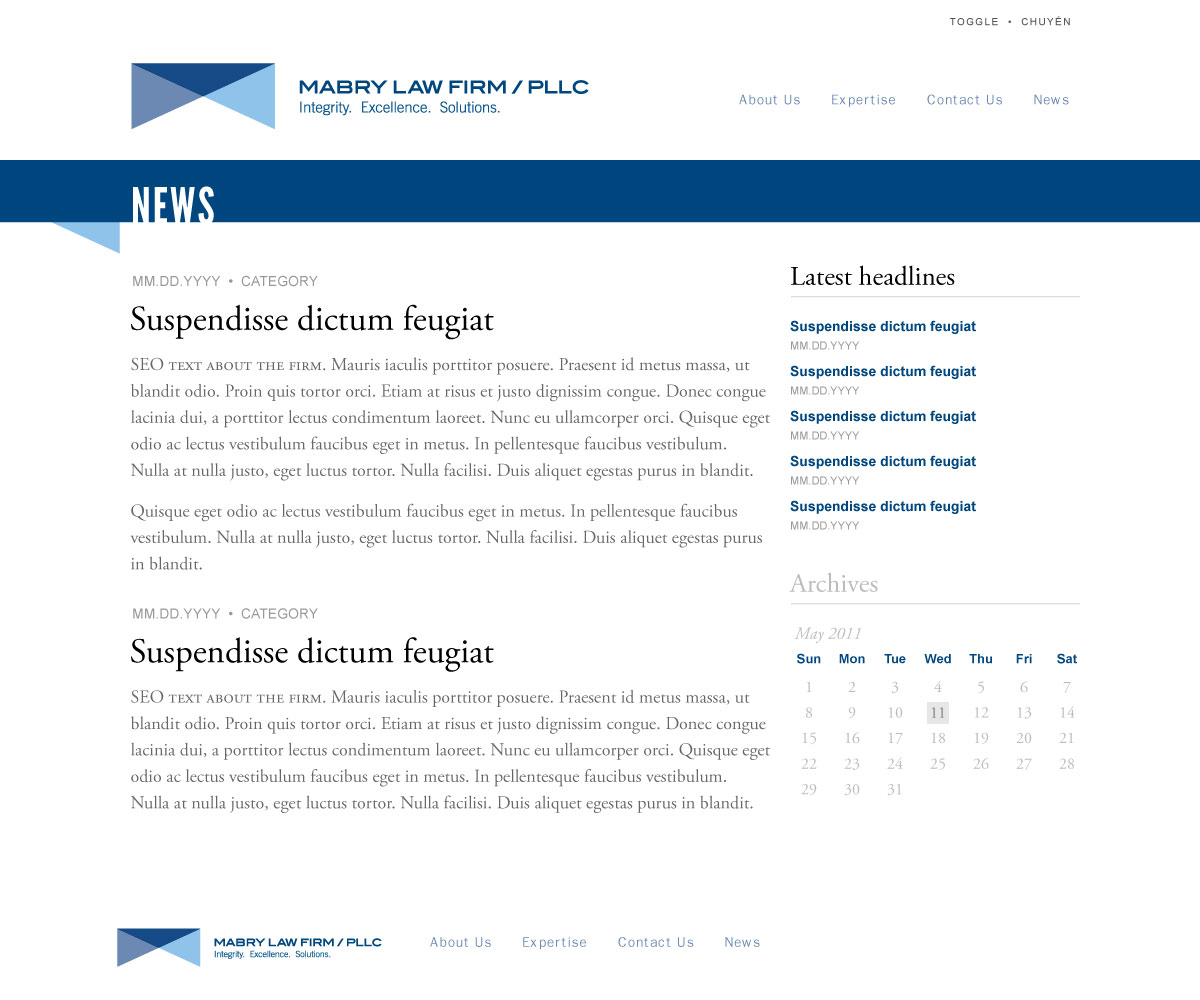 TOGGLE • CHUYÊN
MABRY LAW FIRM / PLLC
Integrity. Excellence. Solutions.
About Us Expertise Contact Us News
NEWS
MM.DD.YYYY • CATEGORY
Suspendisse dictum feugiat
SEO TEXT ABOUT THE FIRM. Mauris iaculis porttitor posuere. Praesent id metus massa, ut
blandit odio. Proin quis tortor orci. Etiam at risus et justo dignissim congue. Donec congue
lacinia dui, a porttitor lectus condimentum laoreet. Nunc eu ullamcorper orci. Quisque eget
odio ac lectus vestibulum faucibus eget in metus. In pellentesque faucibus vestibulum.
Nulla at nulla justo, eget luctus tortor. Nulla facilisi. Duis aliquet egestas purus in blandit.
Quisque eget odio ac lectus vestibulum faucibus eget in metus. In pellentesque faucibus
vestibulum. Nulla at nulla justo, eget luctus tortor. Nulla facilisi. Duis aliquet egestas purus
in blandit.
MM.DD.YYYY • CATEGORY
Suspendisse dictum feugiat
SEO TEXT ABOUT THE FIRM. Mauris iaculis porttitor posuere. Praesent id metus massa, ut
blandit odio. Proin quis tortor orci. Etiam at risus et justo dignissim congue. Donec congue
lacinia dui, a porttitor lectus condimentum laoreet. Nunc eu ullamcorper orci. Quisque eget
odio ac lectus vestibulum faucibus eget in metus. In pellentesque faucibus vestibulum.
Nulla at nulla justo, eget luctus tortor. Nulla facilisi. Duis aliquet egestas purus in blandit.
Latest headlines
Suspendisse dictum feugiat
MM.DD.YYYY
Suspendisse dictum feugiat
MM.DD.YYYY
Suspendisse dictum feugiat
MM.DD.YYYY
Suspendisse dictum feugiat
MM.DD.YYYY
Suspendisse dictum feugiat
MM.DD.YYYY
Archives
May 2011
Sun Mon Tue Wed Thu Fri Sat
1 2 3 4 5 6 7
8 9 10 11 12 13 14
15 16 17 18 19 20 21
22 23 24 25 26 27 28
29 30 31
MABRY LAW FIRM / PLLC
Integrity. Excellence. Solutions.
About Us Expertise Contact Us News